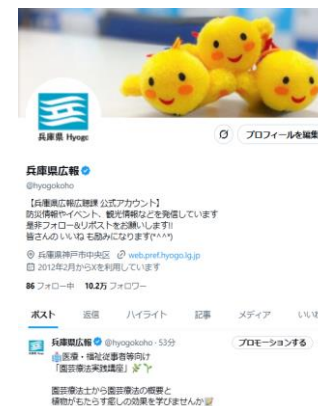 兵庫県 Hyogo
プロフィールを編集
兵庫県広報
@hyogokoho
【兵庫県広報広聴課 公式アカウント】
防災情報やイベント、観光情報などを発信しています
是非フォロー&リポストをお願いします!!
皆さんの いいね も励みになります(*^^*)
兵庫県神戸市中央区 web.pref.hyogo.lg.jp
2012年2月からXを利用しています
86 フォロー中 10.2万 フォロワー
ポスト 返信 ハイライト 記事 メディア いいね
兵庫県広報 @hyogokoho · 53分 プロモーションする
医療・福祉従事者等向け
「園芸療法実践講座」
園芸療法士から園芸療法の概要と
植物がもたらす癒しの効果を学びませんか